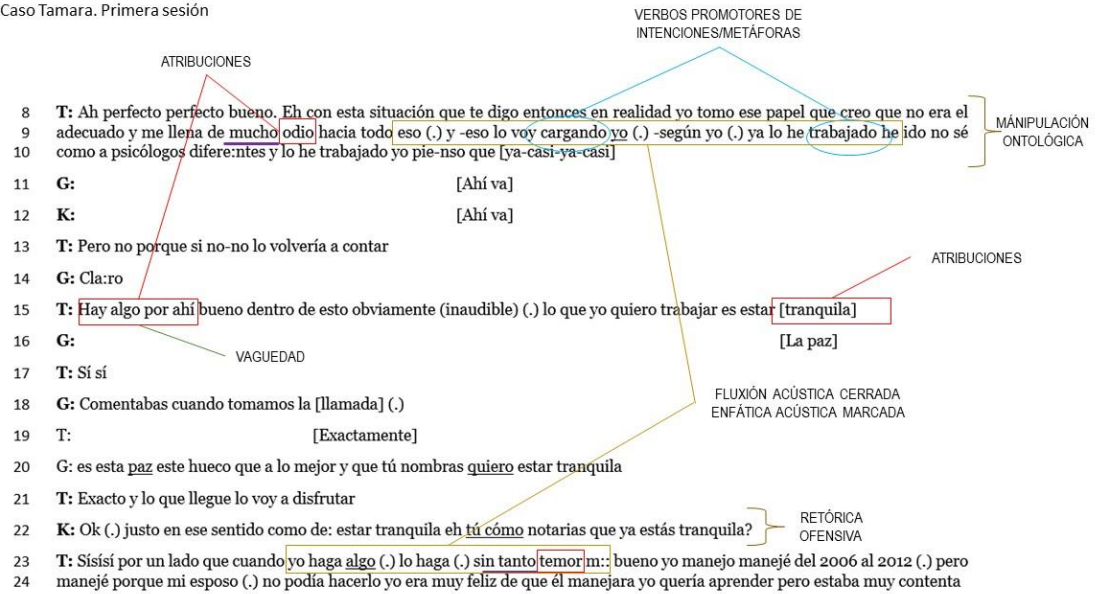 Caso Tamara. Primera sesión
VERBOS PROMOTORES DE
INTENCIONES/METÁFORAS
ATRIBUCIONES
8 T: Ah perfecto perfecto bueno. Eh con esta situación que te digo entonces en realidad yo tomo ese papel que creo que no era el
9 adecuado y me llena de mucho odio hacia todo eso (.) y -eso lo voy cargando yo (.) -según yo (.) ya lo he trabajado he ido no sé
10 como a psicólogos difere:ntes y lo he trabajado yo pie-nso que [ya-casi-ya-casi]
MÁNIPULACIÓN
ONTOLÓGICA
11 G: [Ahí va]
12 K: [Ahí va]
13 T: Pero no porque si no-no lo volvería a contar
14 G: Cla:ro
ATRIBUCIONES
15 T: Hay algo por ahí bueno dentro de esto obviamente (inaudible) (.) lo que yo quiero trabajar es estar [tranquila]
16 G: [La paz]
VAGUEDAD
17 T: Sí sí
18 G: Comentabas cuando tomamos la [llamada] (.)
FLUXIÓN ACÚSTICA CERRADA
ENFÁTICA ACÚSTICA MARCADA
19 T: [Exactamente]
20 G: es esta paz este hueco que a lo mejor y que tú nombras quiero estar tranquila
21 T: Exacto y lo que llegue lo voy a disfrutar
22 K: Ok (.) justo en ese sentido como de: estar tranquila eh tú cómo notarias que ya estás tranquila?
RETÓRICA
OFENSIVA
23 T: Sísísí por un lado que cuando yo haga algo (.) lo haga (.) sin tanto temor m:: bueno yo manejo manejé del 2006 al 2012 (.) pero
24 manejé porque mi esposo (.) no podía hacerlo yo era muy feliz de que él manejara yo quería aprender pero estaba muy contenta